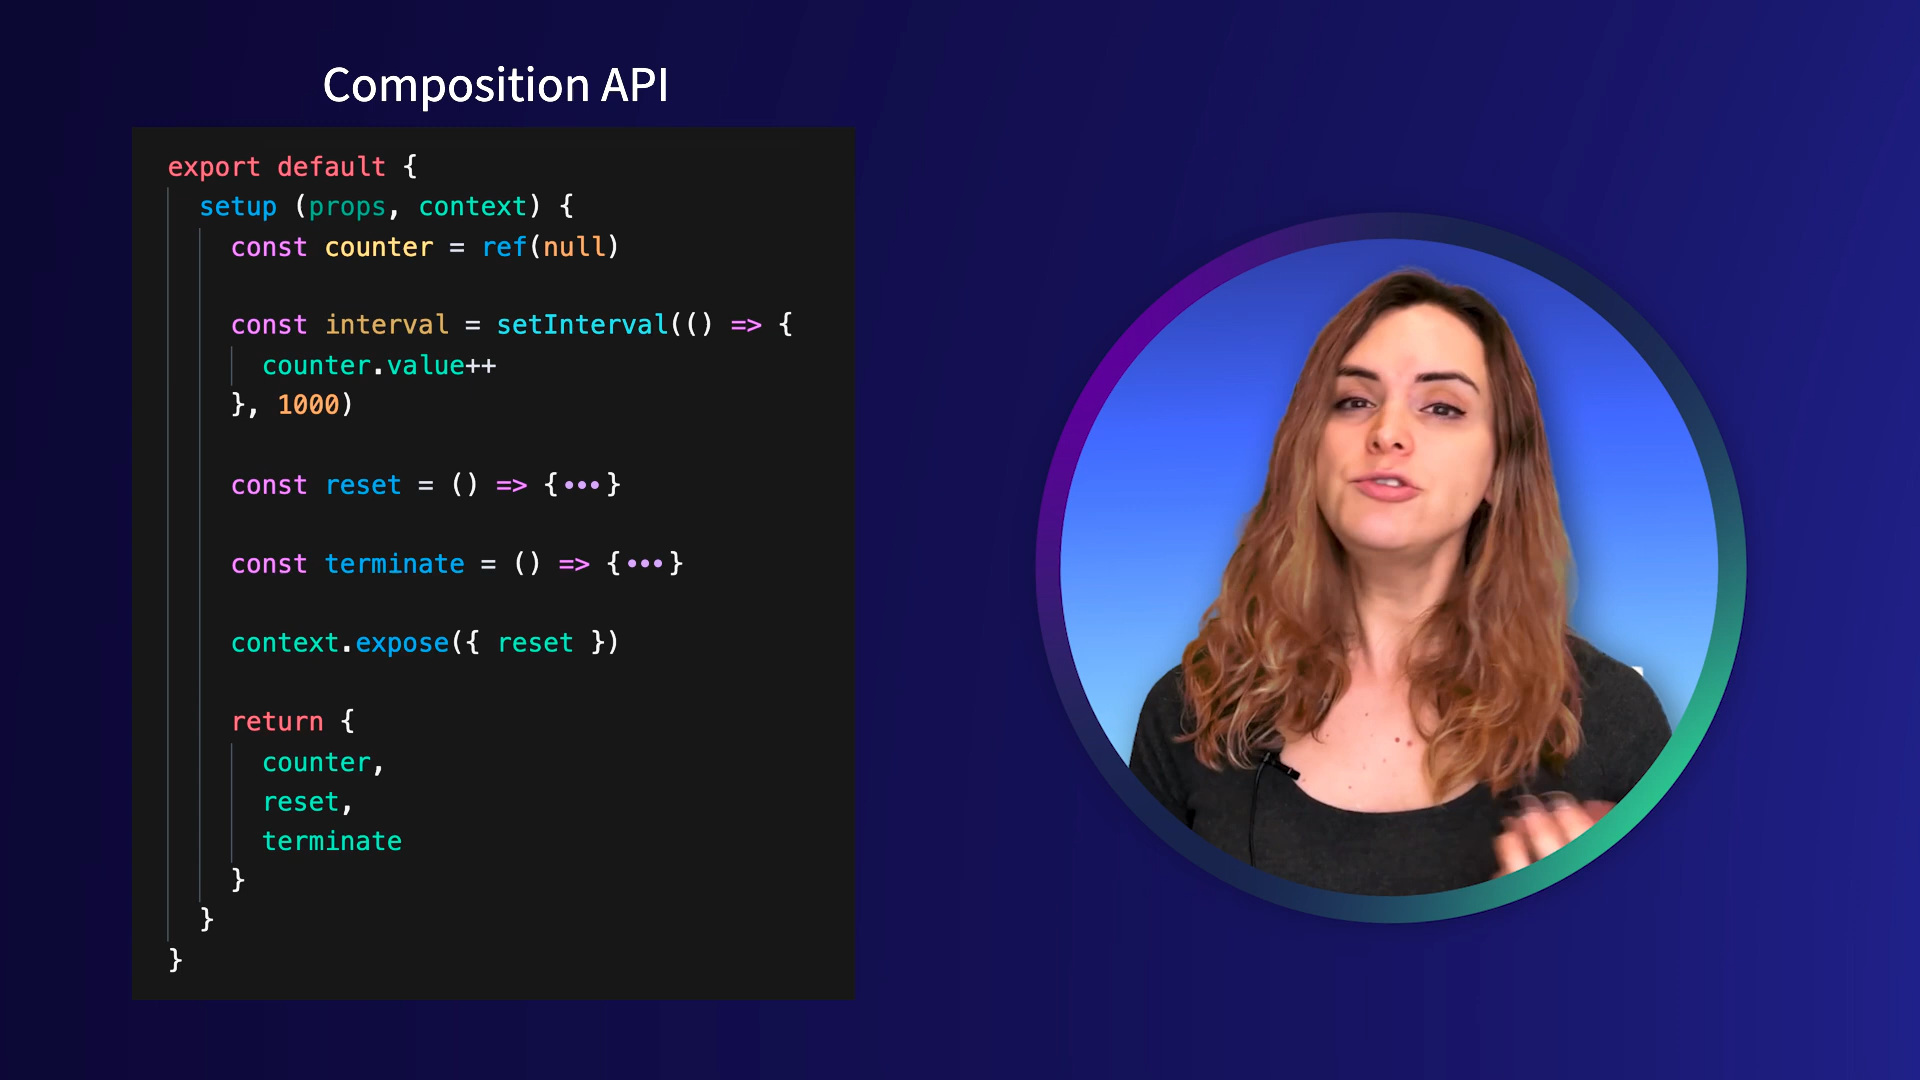 Composition API
export default {
setup (props, context) {
const counter = ref(null)
const interval = setInterval(() => {
counter.value++
}, 1000)
const reset = () => {•••}
const terminate = () => {•••}
context.expose({ reset })
return {
counter,
reset,
terminate
}
}
}